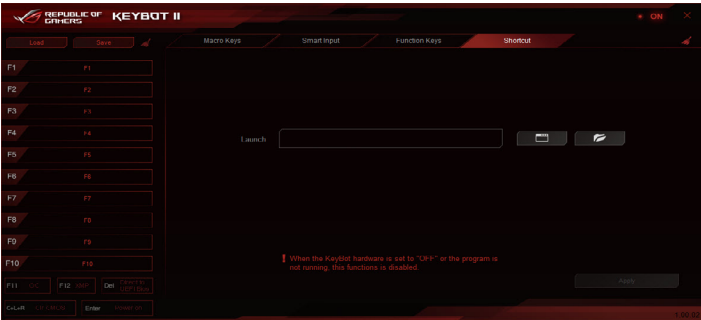 REPUBLIC OF GAMERS KEYBOT II
ON
Load Save
Macro Keys Smart Input Function Keys Shortcut
F1 F1
F2 F2
F3 F3
F4 F4
F5 F5
F6 F6
F7 F7
F8 F8
F9 F9
F10 F10
Launch
! When the Keybot hardware is set to "OFF" or the program is
not running, this functions is disabled.
F11 F12 XMP Del
Apply
Enter